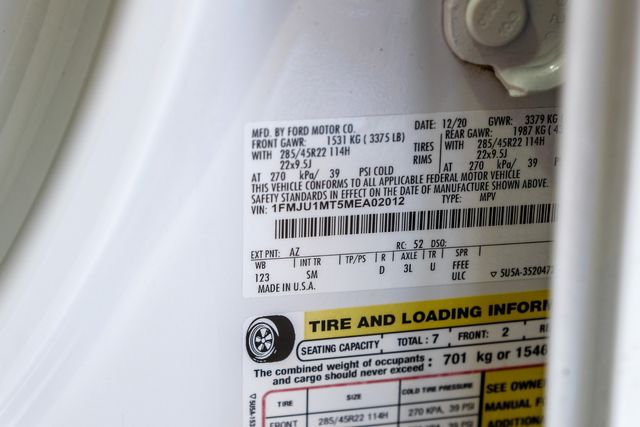 MFD. BY FORD MOTOR CO. DATE: 12/20 GVWR: 3379 KG
FRONT GAWR: 1531 KG ( 3375 LB) REAR GAWR: 1987 KG
WITH 285/45R22 114H TIRES WITH 285/45R22 114H
22x9.5J RIMS 22x9.5J
AT 270 kPa/ 39 PSI COLD AT 270 kPa/ 39 P
THIS VEHICLE CONFORMS TO ALL APPLICABLE FEDERAL MOTOR VEHICLE
SAFETY STANDARDS IN EFFECT ON THE DATE OF MANUFACTURE SHOWN ABOVE.
VIN: 1FMJU1MT5MEA02012 TYPE: MPV
EXT PNT: AZ RC: 52 DSO:
WB INT TR TP/PS R AXLE TR SPR
123 SM D 3L U FFEE
ULC 5U5A-352047
MADE IN U.S.A.
TIRE AND LOADING INFORM
SEATING CAPACITY TOTAL : 7 FRONT: 2
The combined weight of occupants
and cargo should never exceed : 701 kg or 1546
TIRE SIZE COLD TIRE PRESSURE SEE OWNE
MANUAL F
FRONT 285/45R22 114H 270 KPA, 39 PSI ADDITION